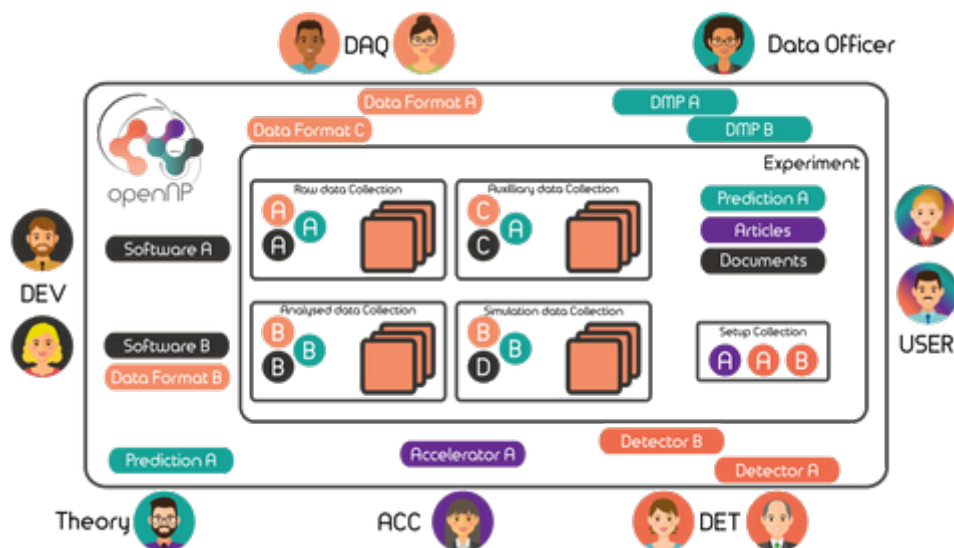 DAQ
Data Officer
Data Format A
DMP A
Data Format C
DMP B
openNP
Experiment
Raw data Collection
Auxilliary data Collection
A
A
A
C
A
C
Prediction A
Articles
Documents
Software A
DEV
USER
Analysed data Collection
Simulation data Collection
B
B
B
B
B
D
Setup Collection
A A B
Software B
Data Format B
Prediction A
Accelerator A
Detector B
Detector A
Theory
ACC
DET